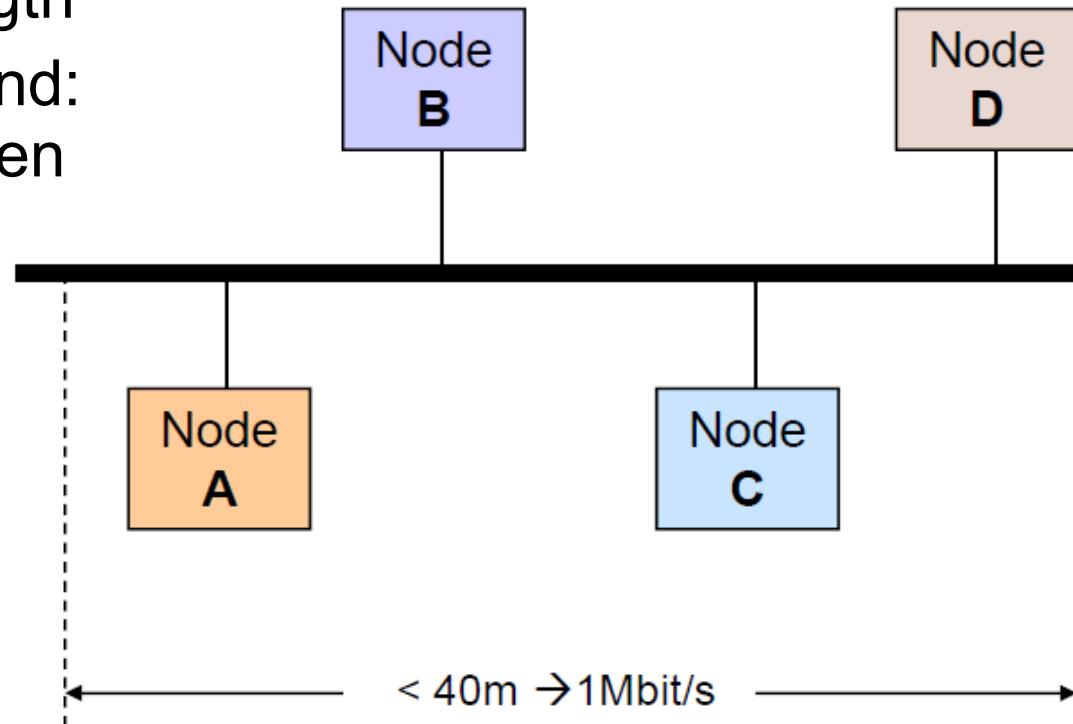 gth
nd:
en
Node
B
Node
D
Node
A
Node
C
< 40m →1Mbit/s